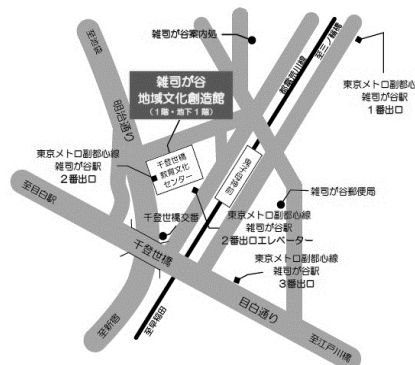 雑司が谷案内処
至池袋
明治通り
雑司が谷
地域文化創造館
（1階・地下1階）
都電荒川線
至三ノ輪橋
東京メトロ副都心線
雑司が谷駅
1番出口
東京メトロ副都心線
雑司が谷駅
2番出口
千登世橋
教育文化
センター
鬼子母神前
雑司が谷郵便局
至目白駅
千登世橋交番
東京メトロ副都心線
雑司が谷駅
2番出口エレベーター
千登世橋
東京メトロ副都心線
雑司が谷駅
3番出口
目白通り
至新宿
至早稲田
至江戸川橋